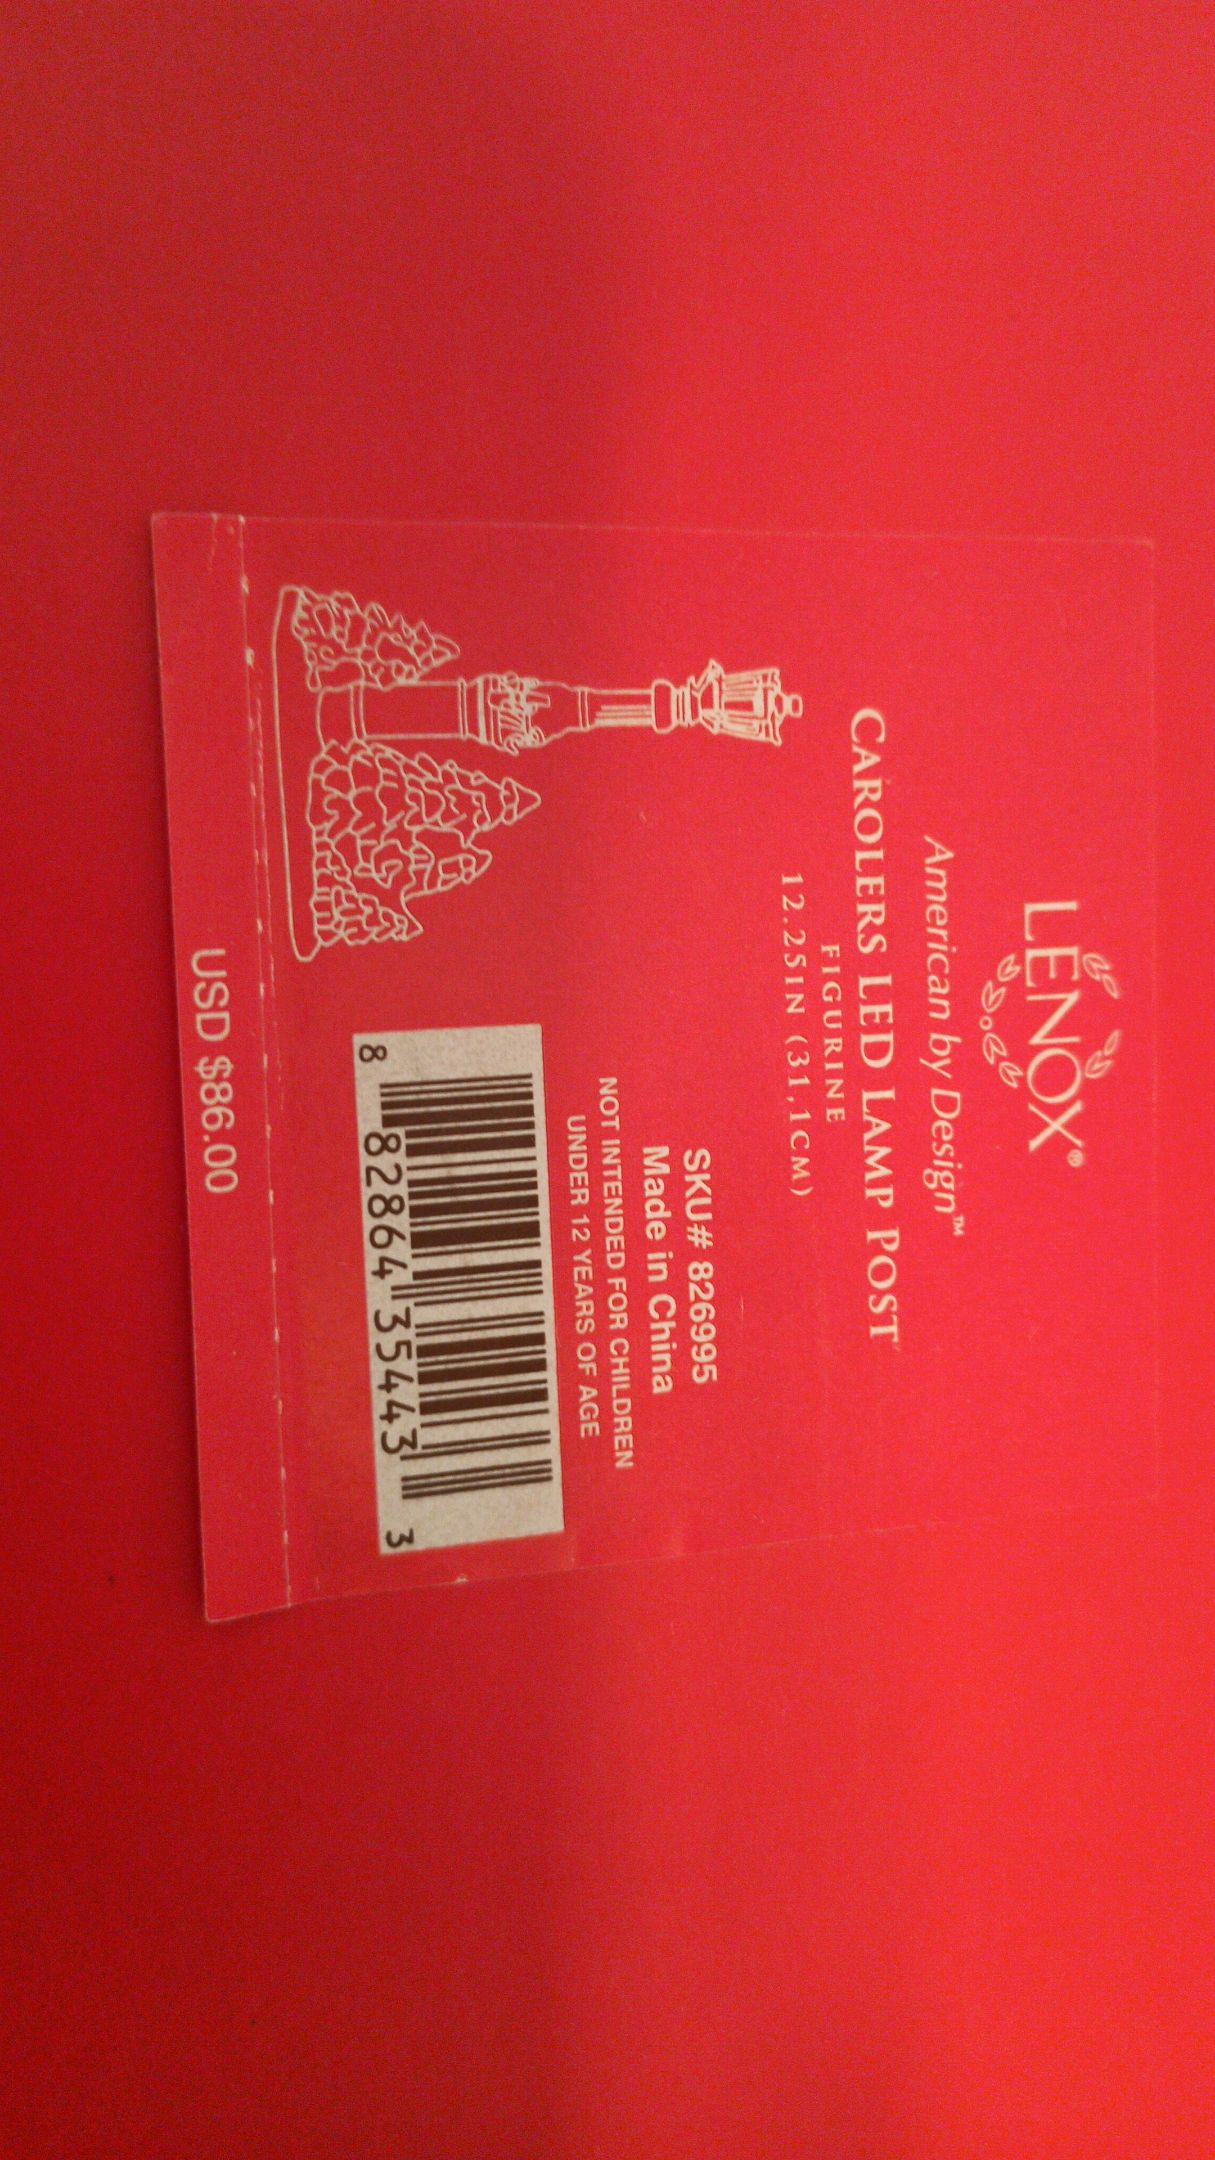 LENOX®
American by Design™
CAROLERS LED LAMP POST
FIGURINE
12.25IN (31,1CM)
SKU# 826995
Made in China
NOT INTENDED FOR CHILDREN
UNDER 12 YEARS OF AGE
8 82864 35443 3
USD $86.00